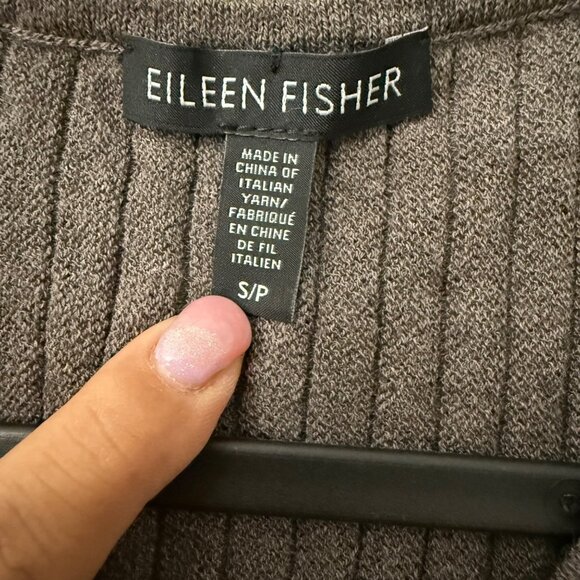 EILEEN FISHER
MADE IN
CHINA OF
ITALIAN
YARN/
FABRIQUÉ
EN CHINE
DE FIL
ITALIEN
S/P